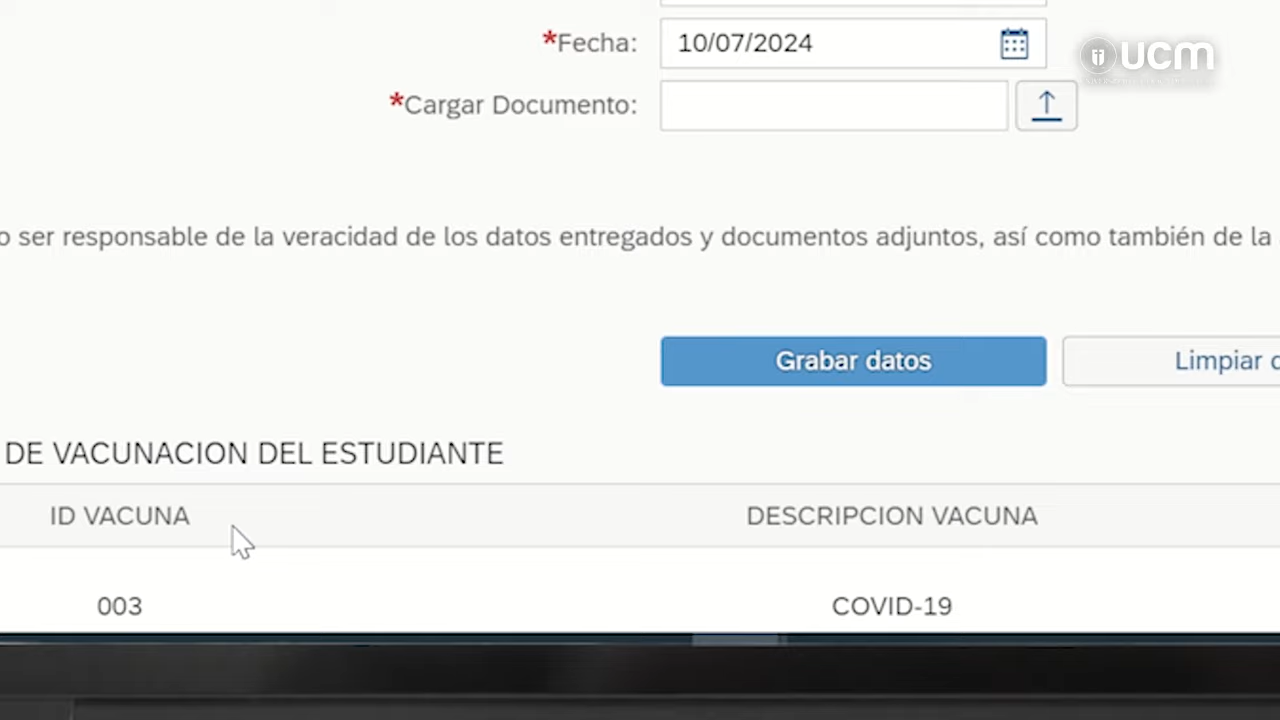 *Fecha: 10/07/2024
ucm
*Cargar Documento:
o ser responsable de la veracidad de los datos entregados y documentos adjuntos, así como también de la
Grabar datos
Limpiar d
DE VACUNACION DEL ESTUDIANTE
ID VACUNA DESCRIPCION VACUNA
003 COVID-19